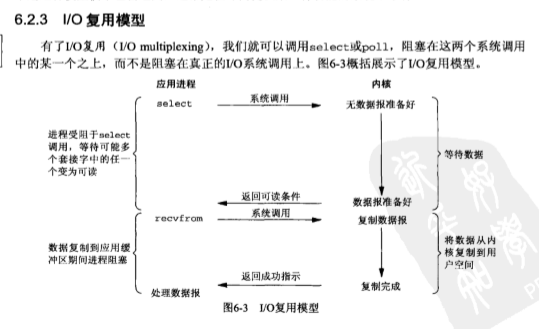 6.2.3 I/O 复用模型
有了I/O复用（I/O multiplexing），我们就可以调用select或poll，阻塞在这两个系统调用
中的某一个之上，而不是阻塞在真正的I/O系统调用上。图6-3概括展示了I/O复用模型。
应用进程
内核
select
系统调用
无数据报准备好
进程受阻于select
调用，等待可能多
个套接字中的任一
个变为可读
等待数据
返回可读条件
数据报准备好
recvfrom
系统调用
复制数据报
数据复制到应用缓
冲区期间进程阻塞
将数据从内
核复制到用
户空间
返回成功指示
处理数据报
复制完成
图6-3 I/O复用模型